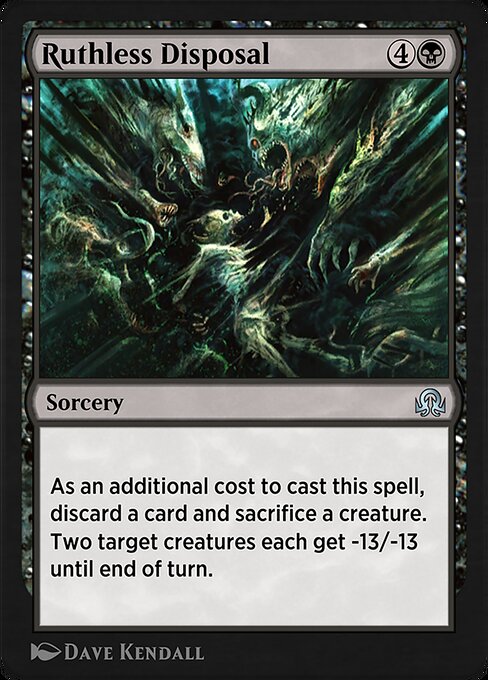 Ruthless Disposal 4
Sorcery
As an additional cost to cast this spell,
discard a card and sacrifice a creature.
Two target creatures each get -13/-13
until end of turn.
DAVE KENDALL